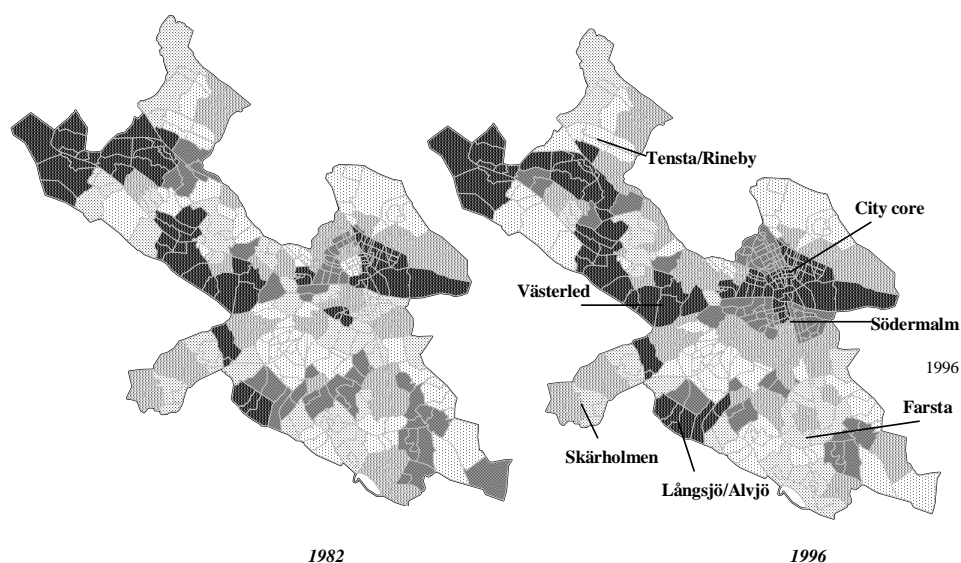 Tensta/Rineby
City core
Västerled
Södermalm
1996
Farsta
Skärholmen
Långsjö/Alvjö
1982
1996